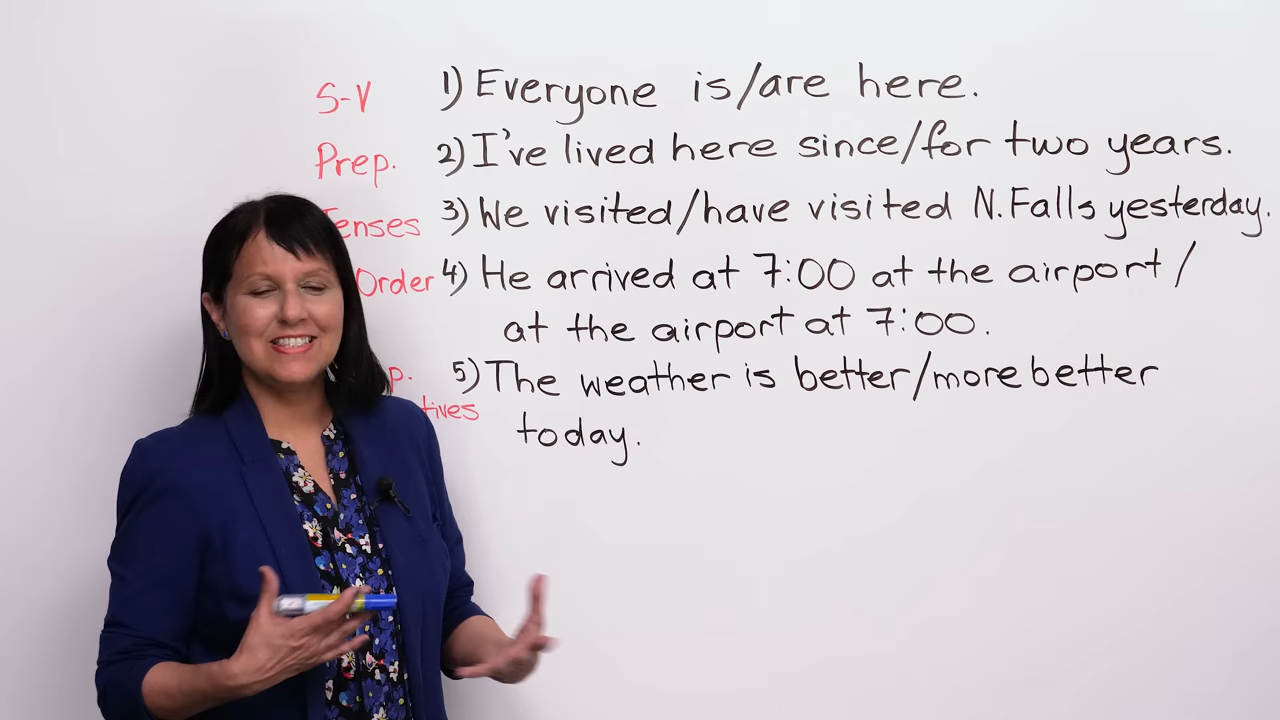 S-V 1) Everyone is/are here.
Prep. 2) I've lived here since/for two years.
3) We visited/have visited N.Falls yesterday.
Order 4) He arrived at 7:00 at the airport/
at the airport at 7:00.
5) The weather is better/more better
today.